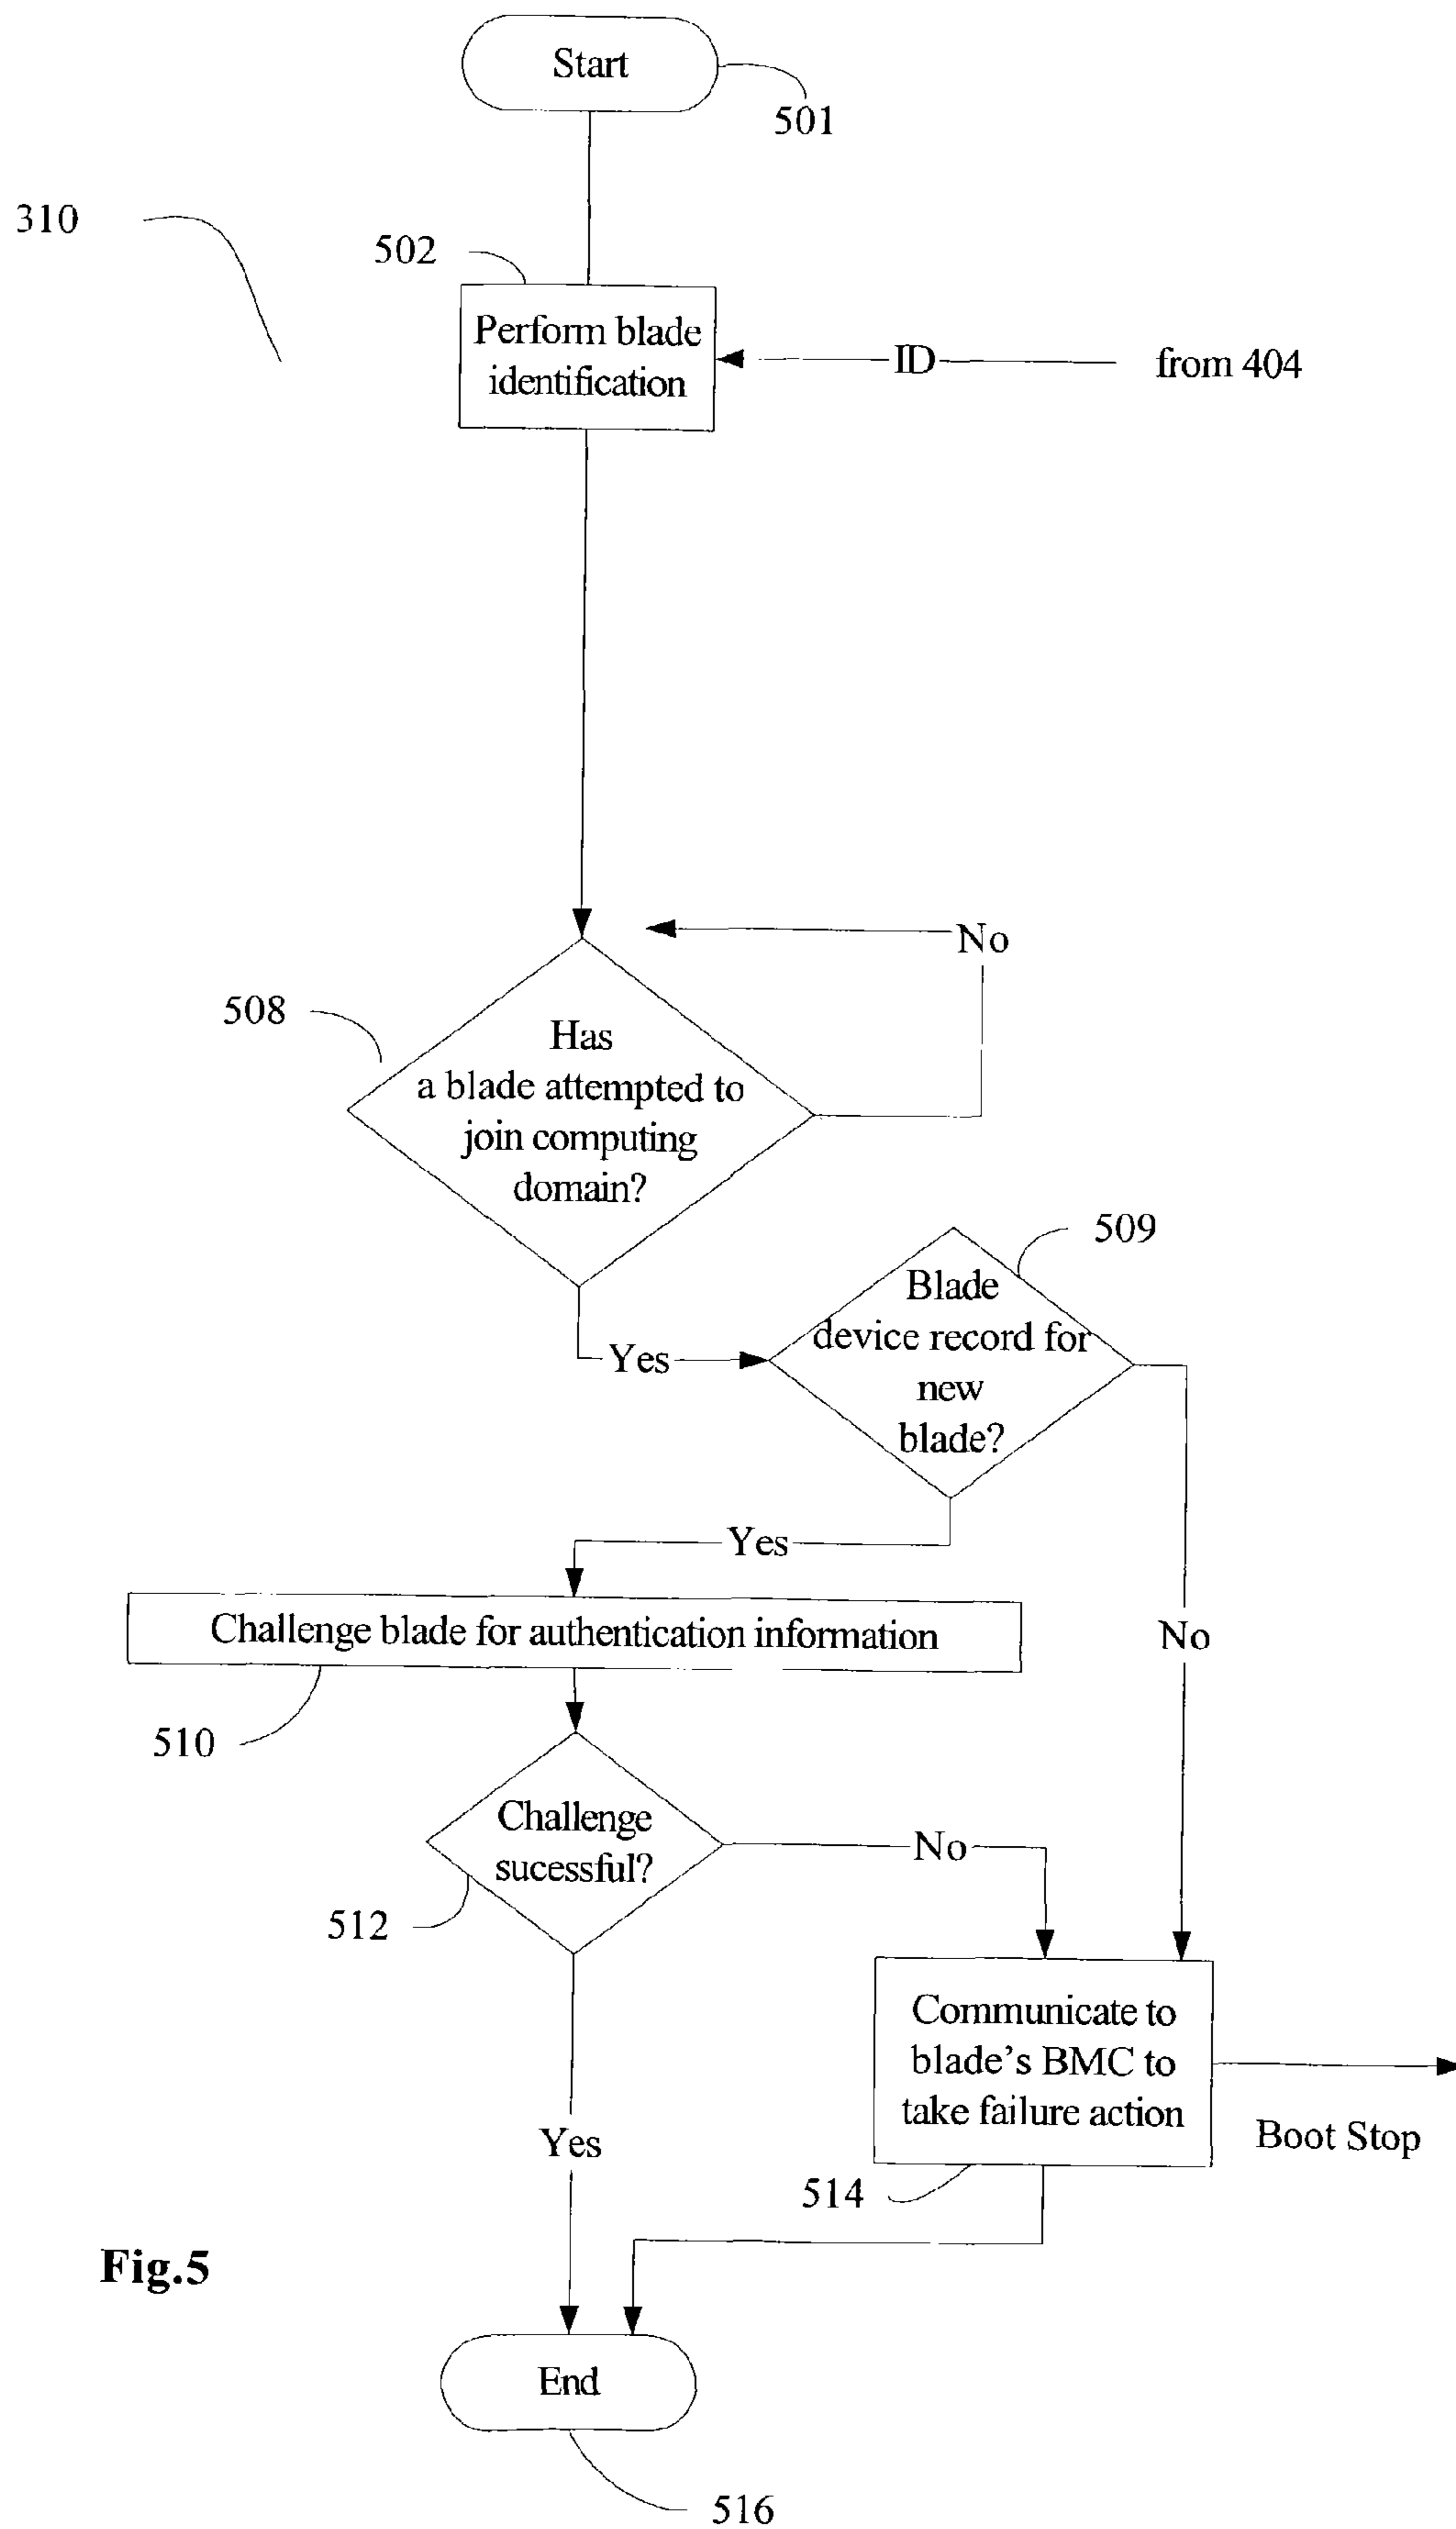 Start
501
310
502
Perform blade
identification
ID
from 404
No
508
Has
a blade attempted to
join computing
domain?
509
Blade
device record for
new
blade?
Yes
Yes
Challenge blade for authentication information
No
510
Challenge
sucessful?
No
512
Communicate to
blade's BMC to
take failure action
Boot Stop
Yes
514
Fig.5
End
516